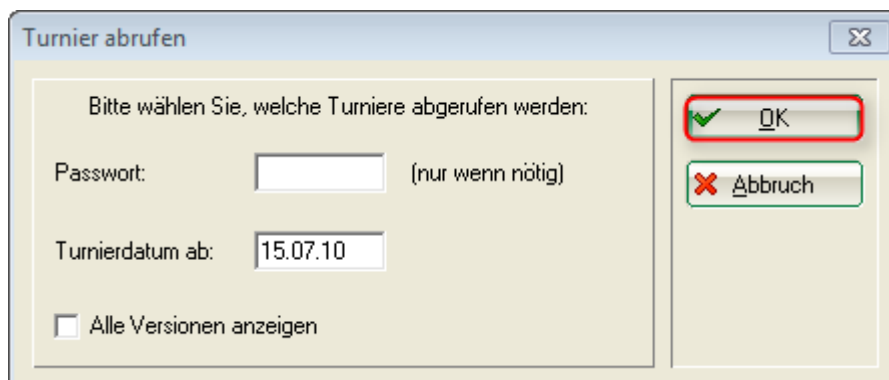 Turnier abrufen
Bitte wählen Sie, welche Turniere abgerufen werden:
Passwort: (nur wenn nötig)
Turnierdatum ab: 15.07.10
Alle Versionen anzeigen
OK
Abbruch